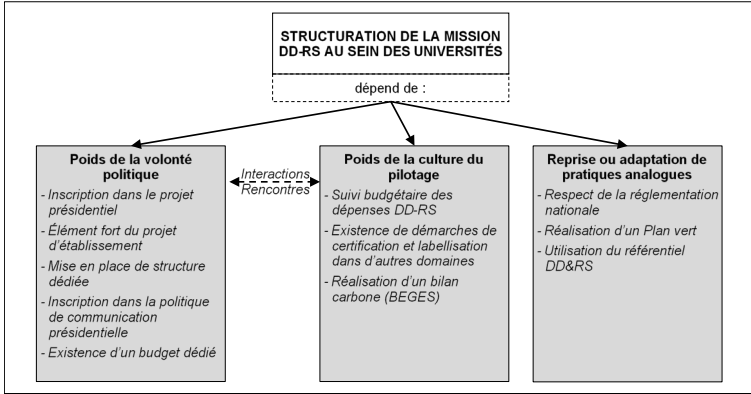 STRUCTURATION DE LA MISSION
DD-RS AU SEIN DES UNIVERSITÉS
dépend de :
Poids de la volonté
politique
- Inscription dans le projet
présidentiel
- Élément fort du projet
d'établissement
- Mise en place de structure
dédiée
- Inscription dans la politique
de communication
présidentielle
- Existence d'un budget dédié
Interactions
Rencontres
Poids de la culture du
pilotage
- Suivi budgétaire des
dépenses DD-RS
- Existence de démarches de
certification et labellisation
dans d'autres domaines
- Réalisation d'un bilan
carbone (BEGES)
Reprise ou adaptation de
pratiques analogues
- Respect de la réglementation
nationale
- Réalisation d'un Plan vert
- Utilisation du référentiel
DD&RS